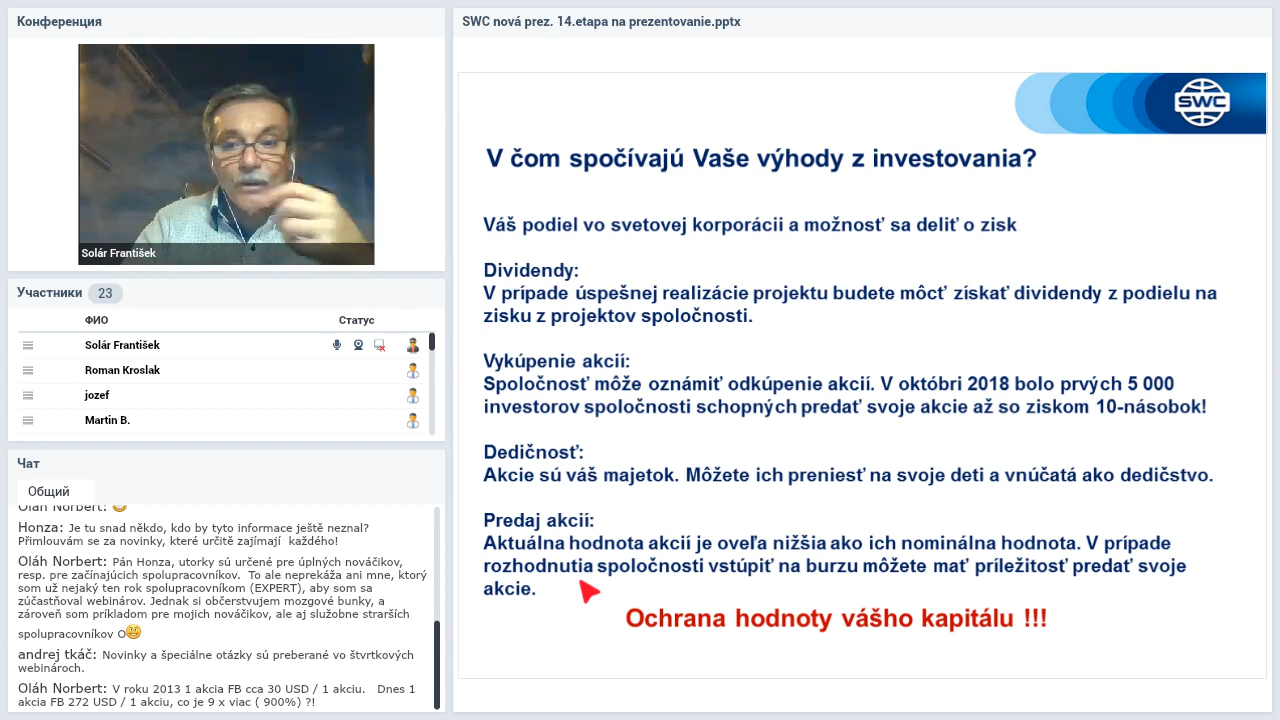 Конференция
Solár František
Участники 23
ФИО Статус
Solár František
Roman Kroslak
jozef
Martin B.
Чат
Общий
Oláh Norbert:
Honza: Je tu snad někdo, kdo by tyto informace ještě neznal?
Přimlouvám se za novinky, které určitě zajímají každého!
Oláh Norbert: Pán Honza, utorky sú určené pre úplných nováčikov,
resp. pre začínajúcich spolupracovníkov. To ale neprekáža ani mne, ktorý
som už nejaký ten rok spolupracovníkom (EXPERT), aby som sa
zúčastňoval webinárov. Jednak si občerstvujem mozgové bunky, a
zároveň som príkladom pre mojich nováčikov, ale aj služobne strarších
spolupracovníkov O
andrej tkáč: Novinky a špeciálne otázky sú preberané vo štvrtkových
webinároch.
Oláh Norbert: V roku 2013 1 akcia FB cca 30 USD / 1 akciu. Dnes 1
akcia FB 272 USD / 1 akciu, co je 9 x viac ( 900%) ?!
SWC nová prez. 14.etapa na prezentovanie.pptx
SWC
V čom spočívajú Vaše výhody z investovania?
Váš podiel vo svetovej korporácii a možnosť sa deliť o zisk
Dividendy:
V prípade úspešnej realizácie projektu budete môcť získať dividendy z podielu na
zisku z projektov spoločnosti.
Vykúpenie akcií:
Spoločnosť môže oznámiť odkúpenie akcií. V októbri 2018 bolo prvých 5 000
investorov spoločnosti schopných predať svoje akcie až so ziskom 10-násobok!
Dedičnosť:
Akcie sú váš majetok. Môžete ich preniesť na svoje deti a vnúčatá ako dedičstvo.
Predaj akcií:
Aktuálna hodnota akcií je oveľa nižšia ako ich nominálna hodnota. V prípade
rozhodnutia spoločnosti vstúpiť na burzu môžete mať príležitosť predať svoje
akcie.
Ochrana hodnoty vášho kapitálu !!!